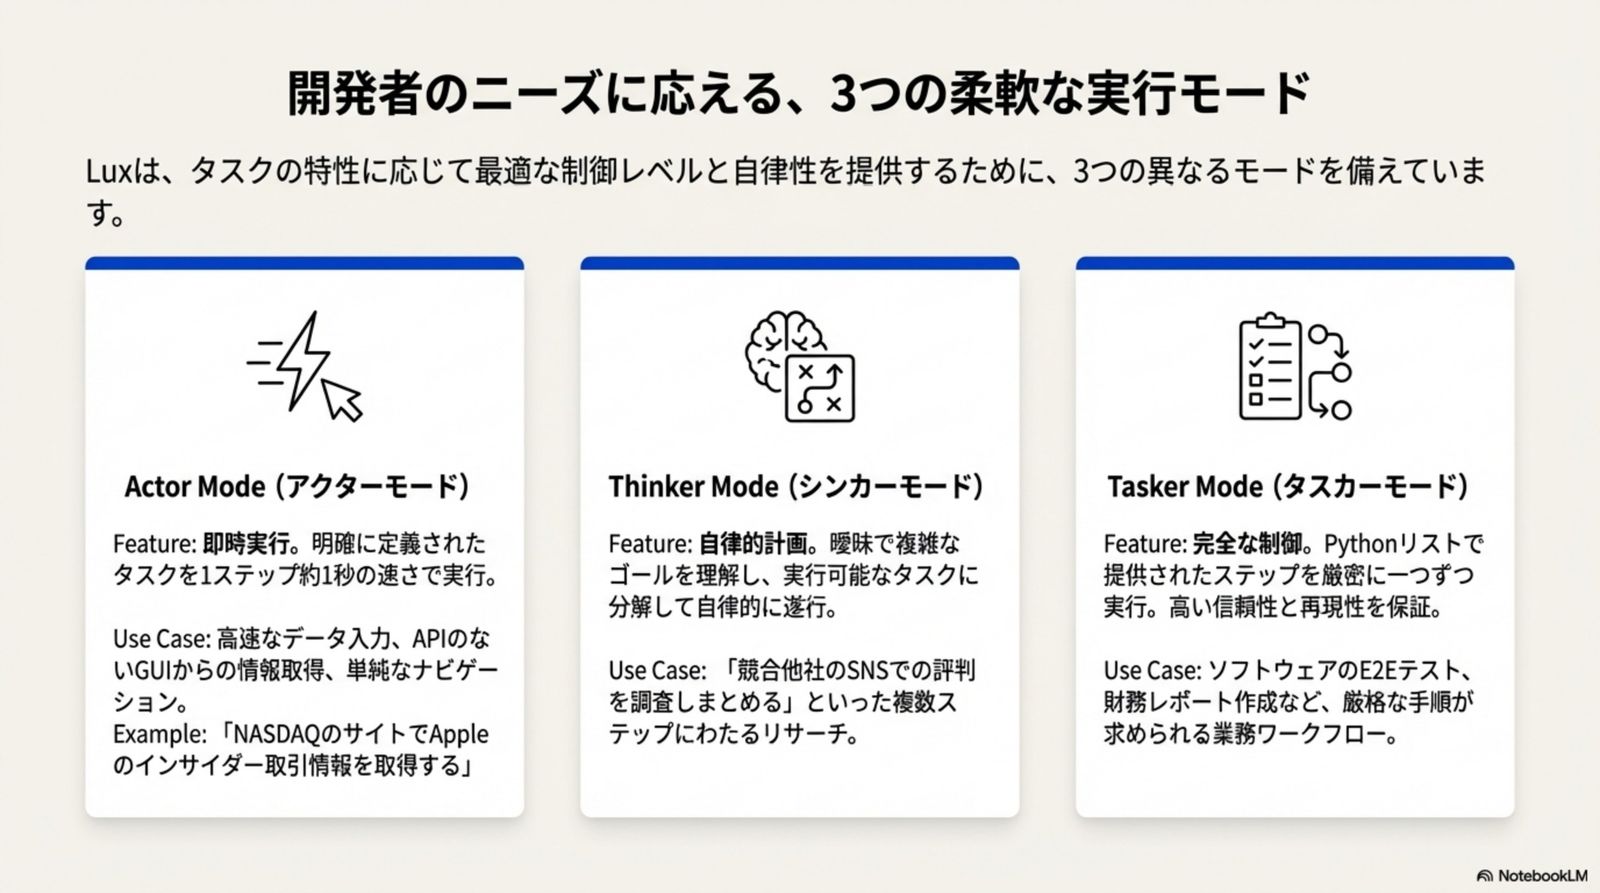 開発者のニーズに応える、3つの柔軟な実行モード
Luxは、タスクの特性に応じて最適な制御レベルと自律性を提供するために、3つの異なるモードを備えていま
す。
Actor Mode（アクターモード）
Feature: 即時実行。明確に定義された
タスクを1ステップ約1秒の速さで実行。
Use Case: 高速なデータ入力、APIのな
いGUIからの情報取得、単純なナビゲー
ション。
Example: 「NASDAQのサイトでApple
のインサイダー取引情報を取得する」
Thinker Mode（シンカーモード）
Feature: 自律的計画。曖昧で複雑な
ゴールを理解し、実行可能なタスクに
分解して自律的に遂行。
Use Case: 「競合他社のSNSでの評判
を調査しまとめる」といった複数ス
テップにわたるリサーチ。
Tasker Mode（タスカーモード）
Feature: 完全な制御。Pythonリストで
提供されたステップを厳密に一つずつ
実行。高い信頼性と再現性を保証。
Use Case: ソフトウェアのE2Eテスト、
財務レポート作成など、厳格な手順が
求められる業務ワークフロー。
NotebookLM